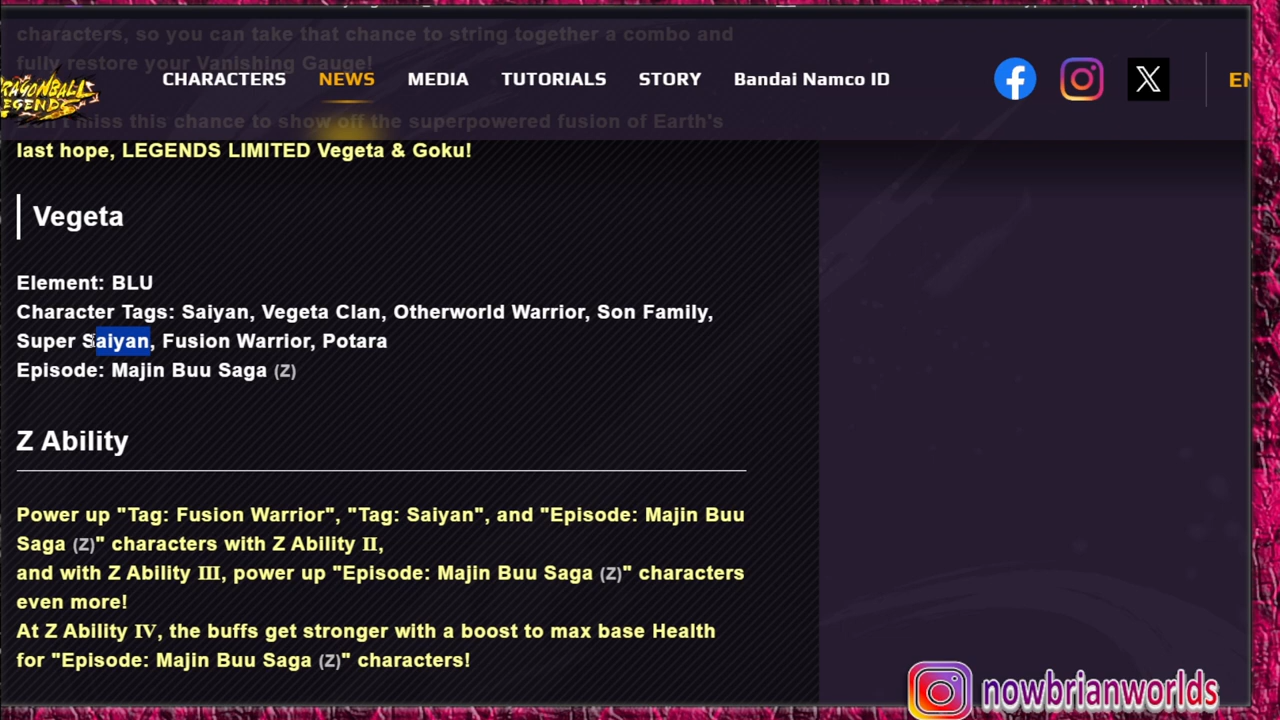 characters, so you can take that chance to string together a combo and
fully restore your Vanishing Gauge!
DRAGONBALL
LEGENDS
CHARACTERS
NEWS
MEDIA
TUTORIALS
STORY
Bandai Namco ID
EN
Don't miss this chance to show off the superpowered fusion of Earth's
last hope, LEGENDS LIMITED Vegeta & Goku!
Vegeta
Element: BLU
Character Tags: Saiyan, Vegeta Clan, Otherworld Warrior, Son Family,
Super Saiyan, Fusion Warrior, Potara
Episode: Majin Buu Saga (Z)
Z Ability
Power up "Tag: Fusion Warrior", "Tag: Saiyan", and "Episode: Majin Buu
Saga (Z)" characters with Z Ability II,
and with Z Ability III, power up "Episode: Majin Buu Saga (Z)" characters
even more!
At Z Ability IV, the buffs get stronger with a boost to max base Health
for "Episode: Majin Buu Saga (Z)" characters!
nowbrianworlds